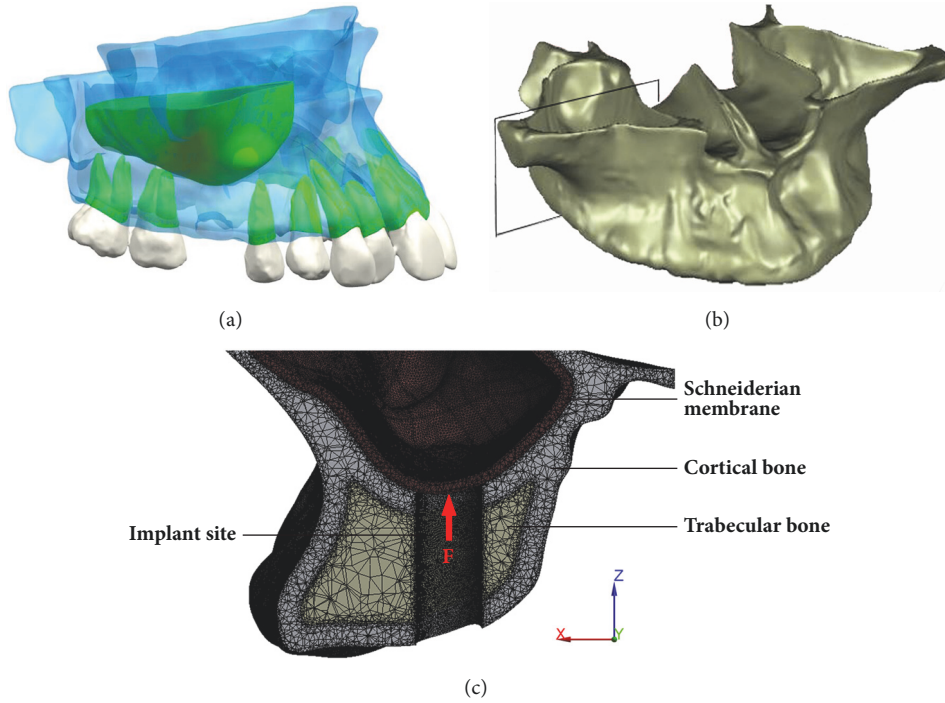 (a)
(b)
Schneiderian
membrane
Cortical bone
Implant site
Trabecular bone
F
Z
X
Y
(c)